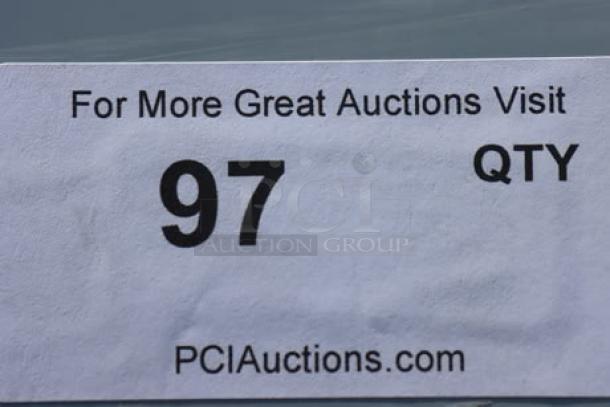 For More Great Auctions Visit
97 QTY
PCI
AUCTION GROUP
PCIAuctions.com